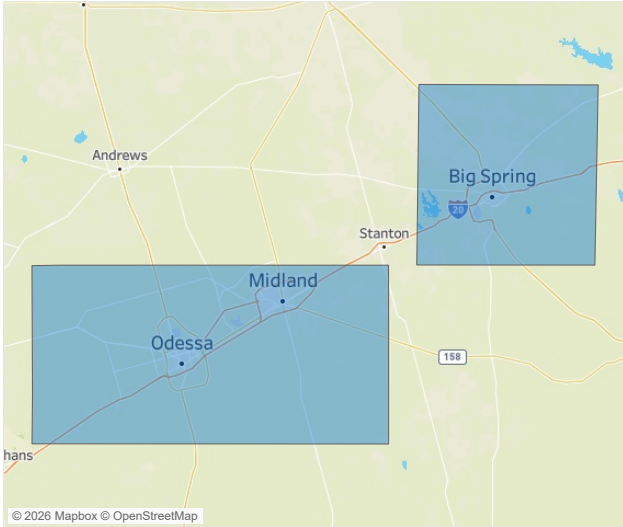 Andrews
Big Spring
20
Stanton
Midland
Odessa
158
hans
© 2026 Mapbox © OpenStreetMap